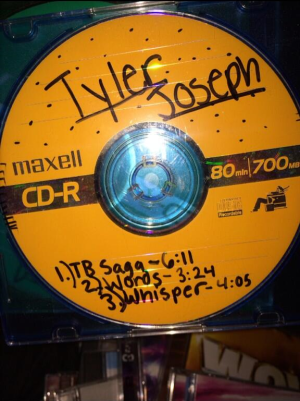 Tyler
Joseph
maxell
80min | 700MB
CD-R
Recordable
1.) TB Saga - 6:11
2) Words - 3:24
3) Whisper - 4:05